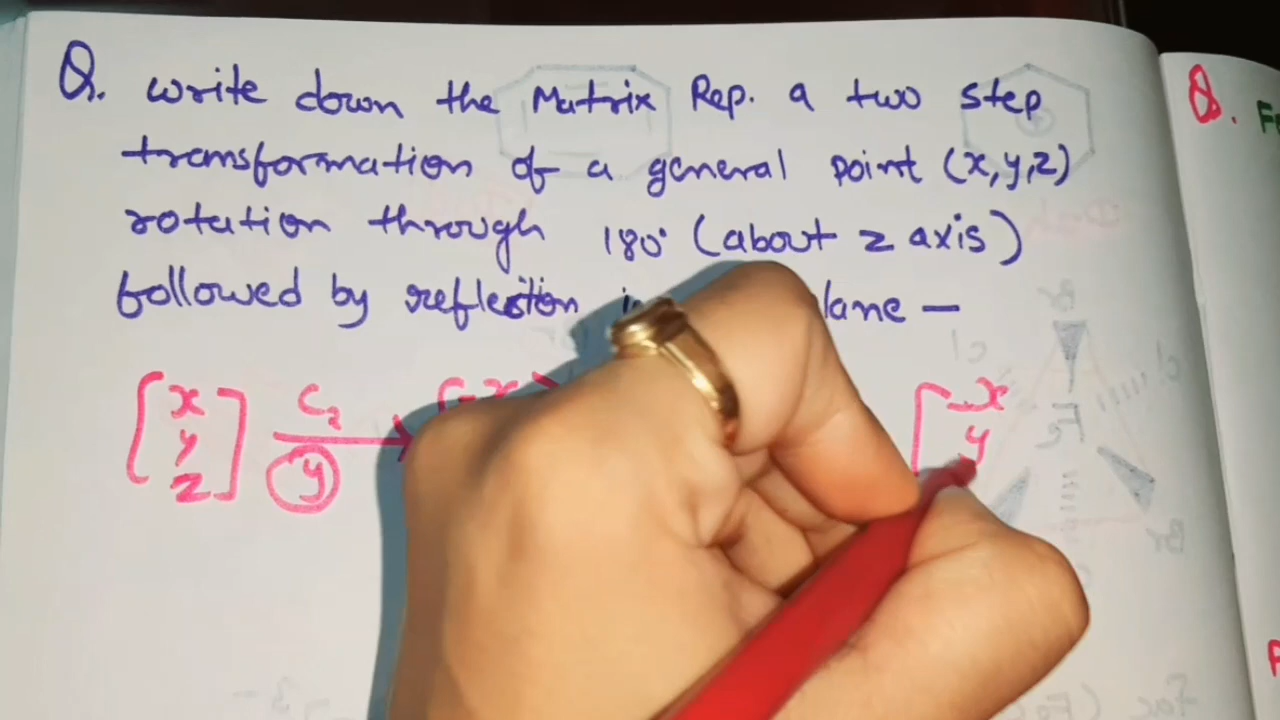 Q. write down the Matrix Rep. a two step
transformation of a general point (x,y,z)
rotation through 180° (about z axis)
followed by reflection
[x y z] C2 y
-x
-x y
Q.